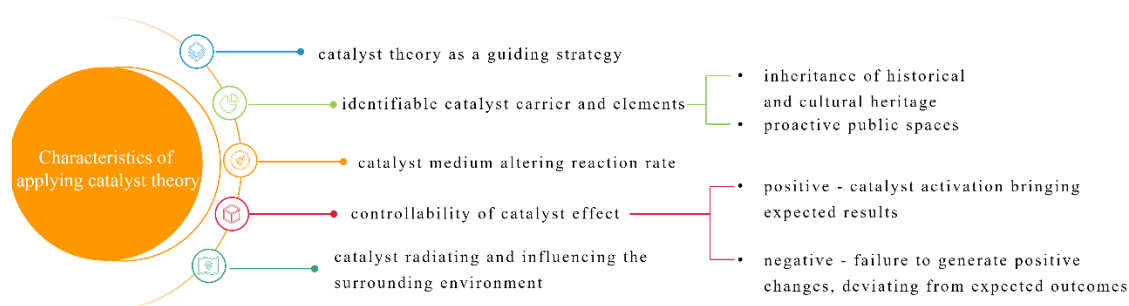 Characteristics of
applying catalyst theory
catalyst theory as a guiding strategy
identifiable catalyst carrier and elements
• inheritance of historical
and cultural heritage
• proactive public spaces
catalyst medium altering reaction rate
controllability of catalyst effect
• positive - catalyst activation bringing
expected results
• negative - failure to generate positive
changes, deviating from expected outcomes
catalyst radiating and influencing the
surrounding environment